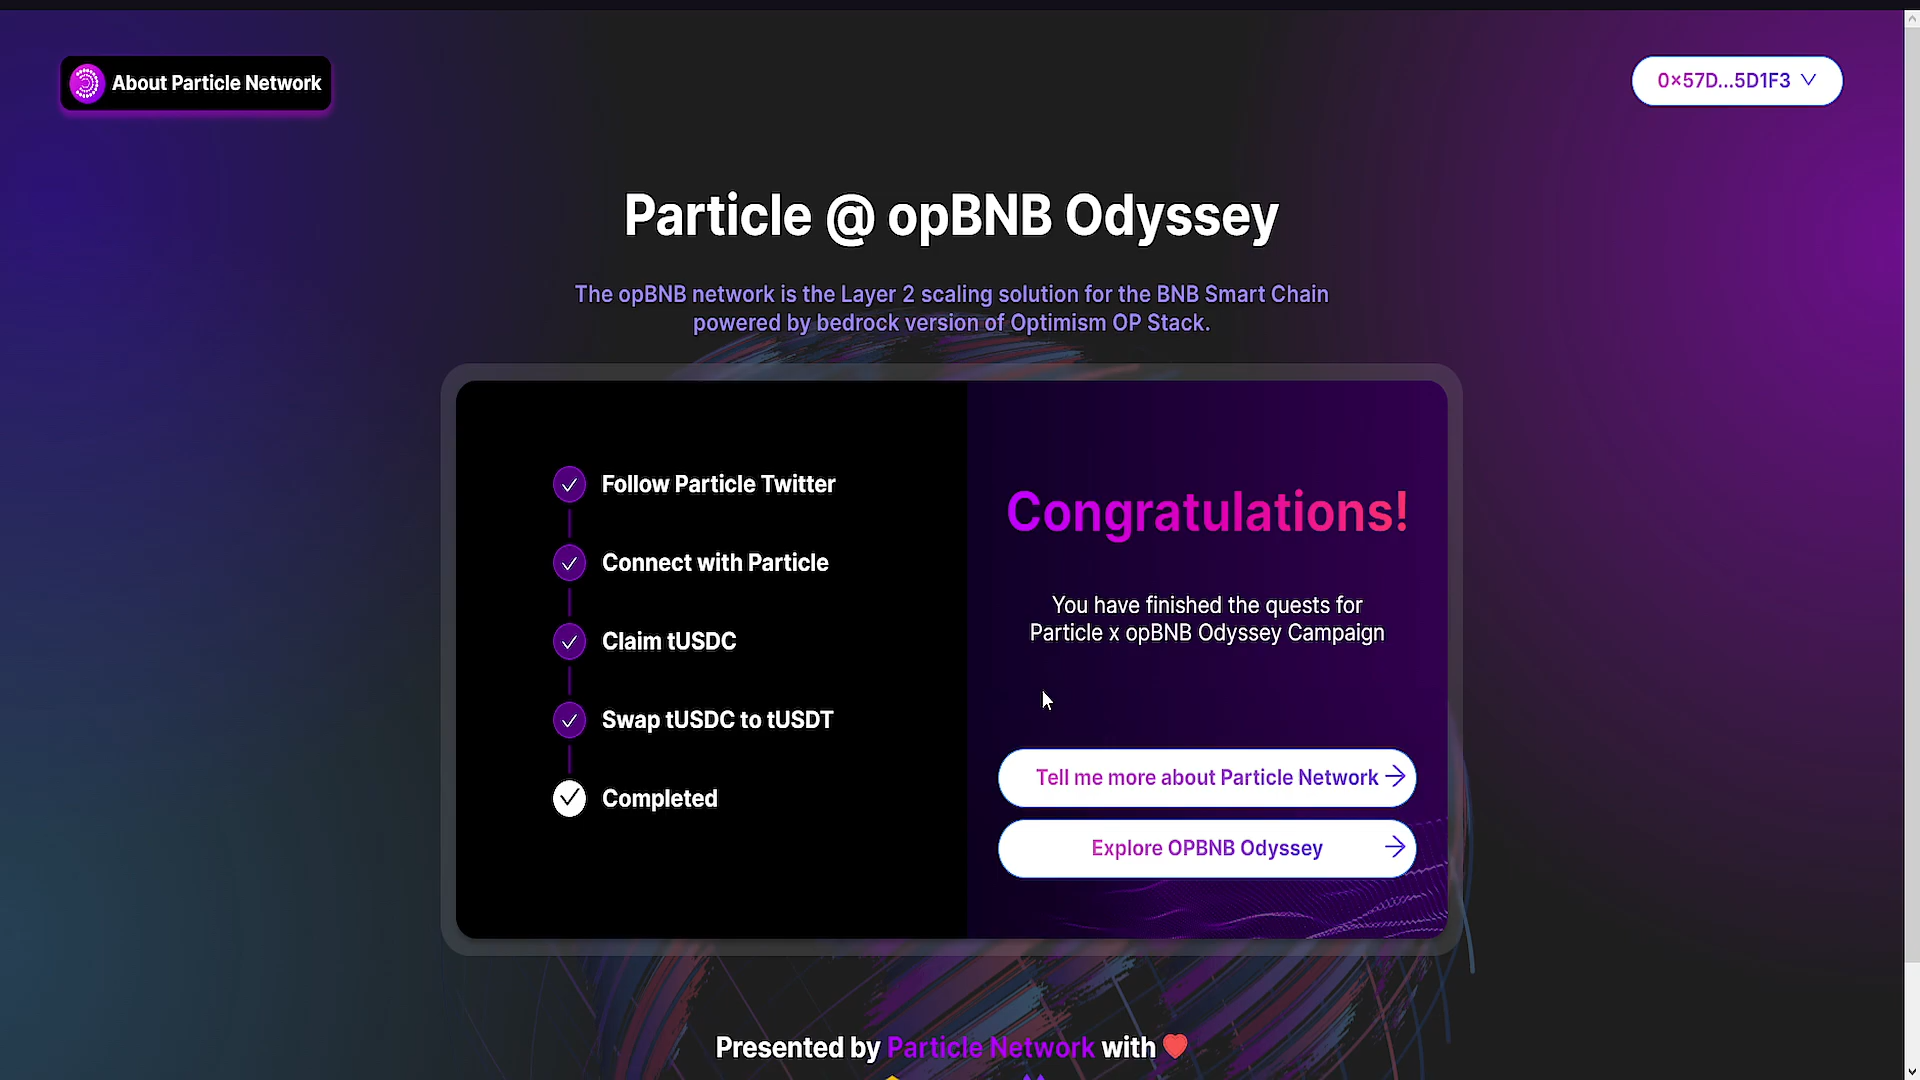 About Particle Network
0×57D...5D1F3
Particle @ opBNB Odyssey
The opBNB network is the Layer 2 scaling solution for the BNB Smart Chain
powered by bedrock version of Optimism OP Stack.
Follow Particle Twitter
Connect with Particle
Claim tUSDC
Swap tUSDC to tUSDT
Completed
Congratulations!
You have finished the quests for
Particle x opBNB Odyssey Campaign
Tell me more about Particle Network
Explore OPBNB Odyssey
Presented by Particle Network with